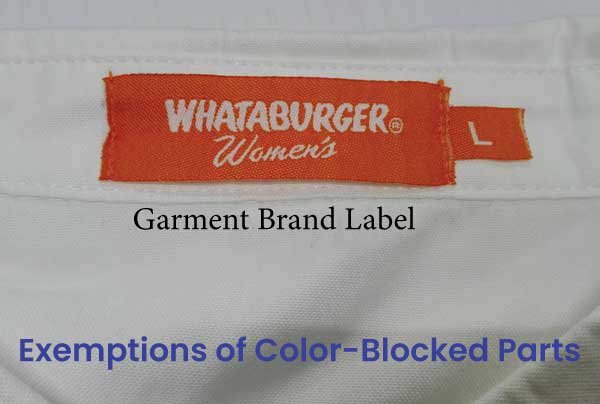 WHATABURGER®
Women's
L
Garment Brand Label
Exemptions of Color-Blocked Parts